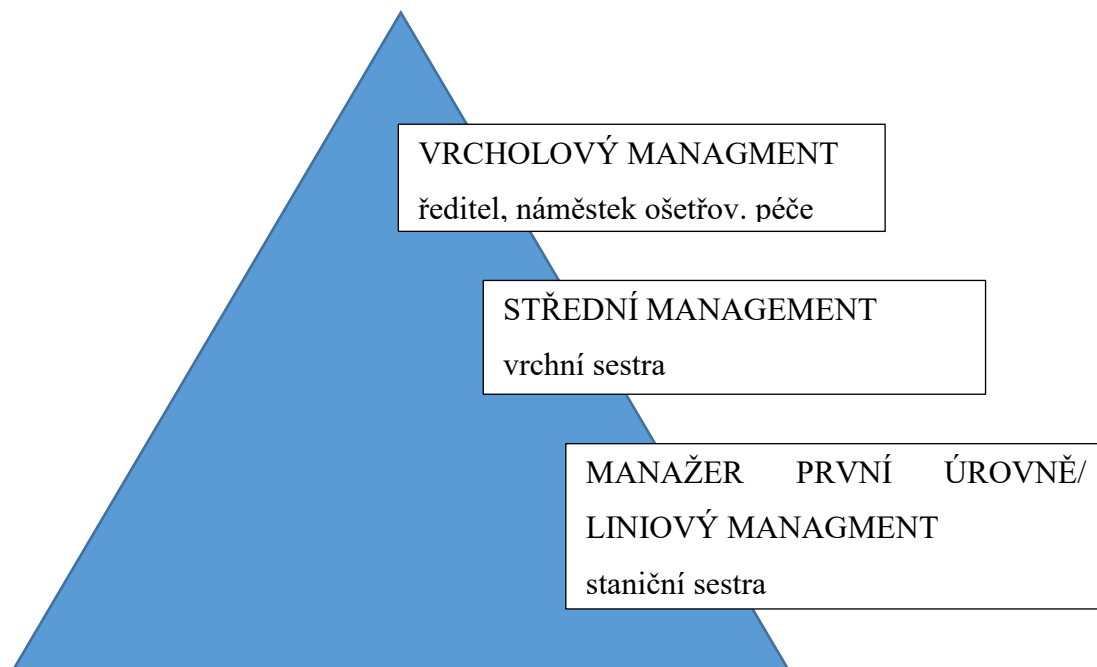 VRCHOLOVÝ MANAGMENT
ředitel, náměstek ošetřov. péče
STŘEDNÍ MANAGEMENT
vrchní sestra
MANAŽER PRVNÍ ÚROVNĚ/
LINIOVÝ MANAGMENT
staniční sestra